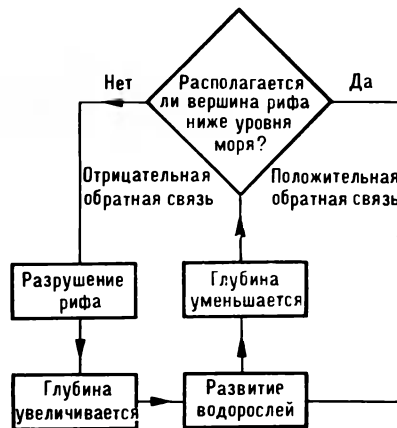 Нет
Располагается
ли вершина рифа
ниже уровня
моря?
Да
Отрицательная
обратная связь
Положительная
обратная связь
Разрушение
рифа
Глубина
уменьшается
Глубина
увеличивается
Развитие
водорослей